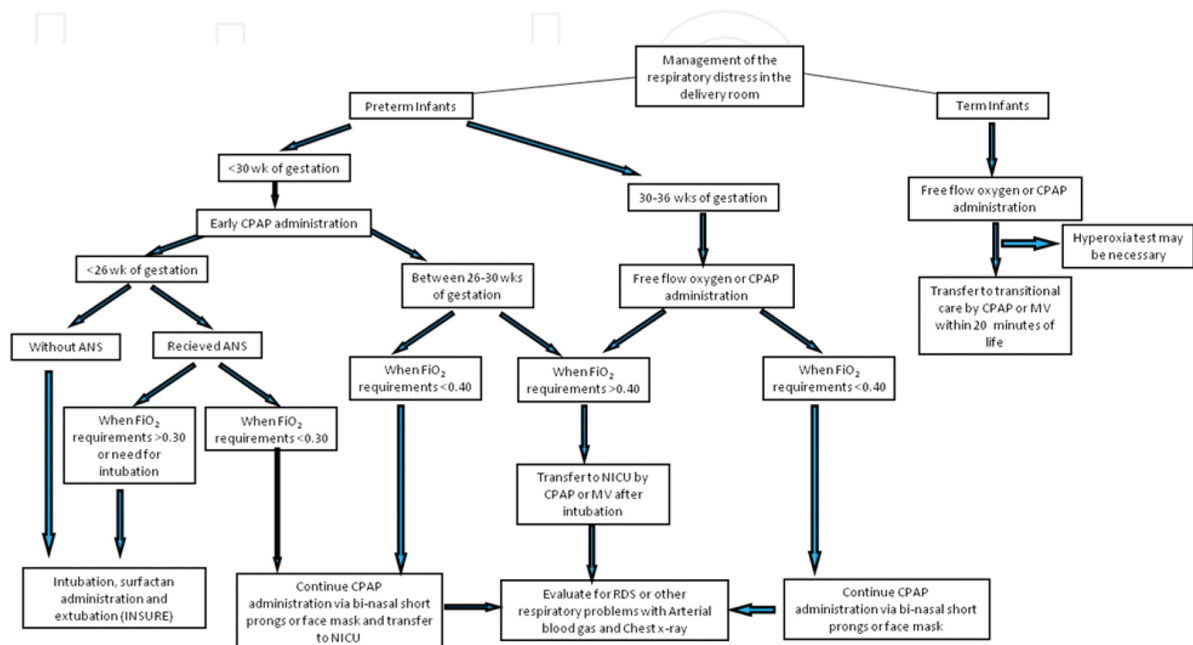 Management of the
respiratory distress in the
delivery room
Preterm Infants
Term Infants
<30 wk of gestation
30-36 wks of gestation
Free flow oxygen or CPAP
administration
Early CPAP administration
Hyperoxia test may
be necessary
<26 wk of gestation
Between 26-30 wks
of gestation
Free flow oxygen or CPAP
administration
Transfer to transitional
care by CPAP or MV
within 20 minutes of
life
Without ANS
Recieved ANS
When FiO₂
requirements <0.40
When FiO₂
requirements >0.40
When FiO₂
requirements <0.40
When FiO₂
requirements >0.30
or need for
intubation
When FiO₂
requirements <0.30
Transfer to NICU by
CPAP or MV after
intubation
Intubation, surfactan
administration and
extubation (INSURE)
Continue CPAP
administration via bi-nasal short
prongs or face mask and transfer
to NICU
Evaluate for RDS or other
respiratory problems with Arterial
blood gas and Chest x-ray
Continue CPAP
administration via bi-nasal short
prongs or face mask